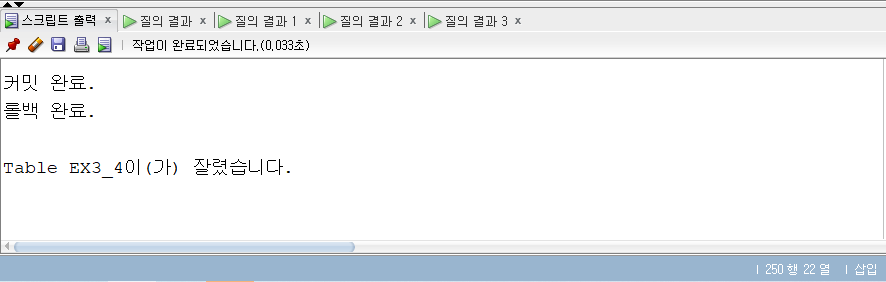 스크립트 출력 x 질의 결과 x 질의 결과 1 x 질의 결과 2 x 질의 결과 3 x
작업이 완료되었습니다.(0,033초)
커밋 완료.
롤백 완료.
Table EX3_4이(가) 잘렸습니다.
250 행 22 열 삽입